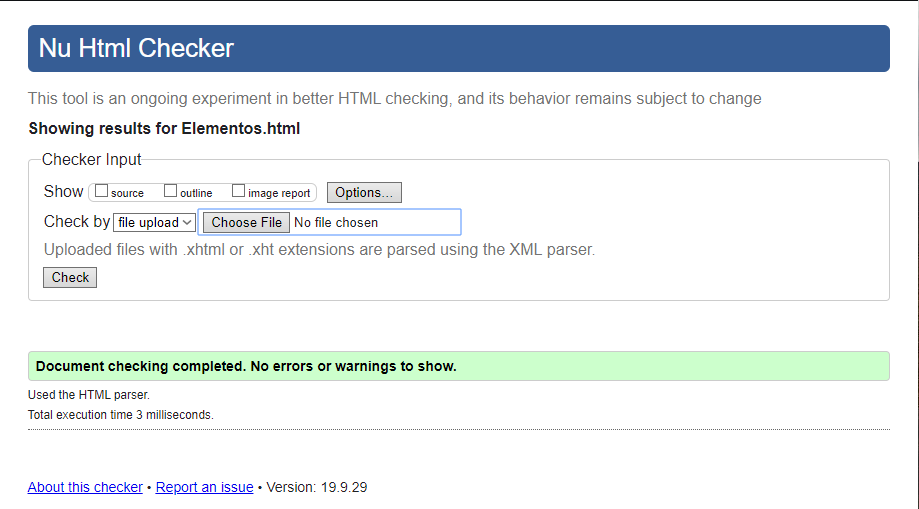 Nu Html Checker
This tool is an ongoing experiment in better HTML checking, and its behavior remains subject to change
Showing results for Elementos.html
Checker Input
Show source outline image report Options...
Check by file upload Choose File No file chosen
Uploaded files with .xhtml or .xht extensions are parsed using the XML parser.
Check
Document checking completed. No errors or warnings to show.
Used the HTML parser.
Total execution time 3 milliseconds.
About this checker • Report an issue • Version: 19.9.29